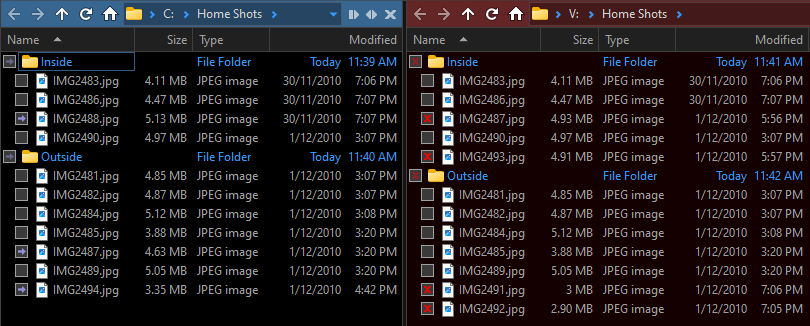 C: Home Shots
Name Size Type Modified
Inside File Folder Today 11:39 AM
IMG2483.jpg 4.11 MB JPEG image 30/11/2010 7:06 PM
IMG2486.jpg 4.47 MB JPEG image 30/11/2010 7:07 PM
IMG2488.jpg 5.13 MB JPEG image 30/11/2010 7:06 PM
IMG2490.jpg 4.97 MB JPEG image 1/12/2010 3:07 PM
Outside File Folder Today 11:40 AM
IMG2481.jpg 4.85 MB JPEG image 1/12/2010 3:07 PM
IMG2482.jpg 4.87 MB JPEG image 1/12/2010 3:07 PM
IMG2484.jpg 5.12 MB JPEG image 1/12/2010 3:08 PM
IMG2485.jpg 3.88 MB JPEG image 1/12/2010 3:20 PM
IMG2487.jpg 4.63 MB JPEG image 1/12/2010 3:20 PM
IMG2489.jpg 5.05 MB JPEG image 1/12/2010 3:20 PM
IMG2494.jpg 3.35 MB JPEG image 1/12/2010 4:42 PM
V: Home Shots
Name Size Type Modified
Inside File Folder Today 11:41 AM
IMG2483.jpg 4.11 MB JPEG image 30/11/2010 7:06 PM
IMG2486.jpg 4.47 MB JPEG image 30/11/2010 7:07 PM
IMG2487.jpg 4.93 MB JPEG image 1/12/2010 5:56 PM
IMG2490.jpg 4.97 MB JPEG image 1/12/2010 3:07 PM
IMG2493.jpg 4.91 MB JPEG image 1/12/2010 5:57 PM
Outside File Folder Today 11:42 AM
IMG2481.jpg 4.85 MB JPEG image 1/12/2010 3:07 PM
IMG2482.jpg 4.87 MB JPEG image 1/12/2010 3:07 PM
IMG2484.jpg 5.12 MB JPEG image 1/12/2010 3:08 PM
IMG2485.jpg 3.88 MB JPEG image 1/12/2010 3:20 PM
IMG2489.jpg 5.05 MB JPEG image 1/12/2010 3:20 PM
IMG2491.jpg 3 MB JPEG image 1/12/2010 7:06 PM
IMG2492.jpg 2.90 MB JPEG image 1/12/2010 7:05 PM